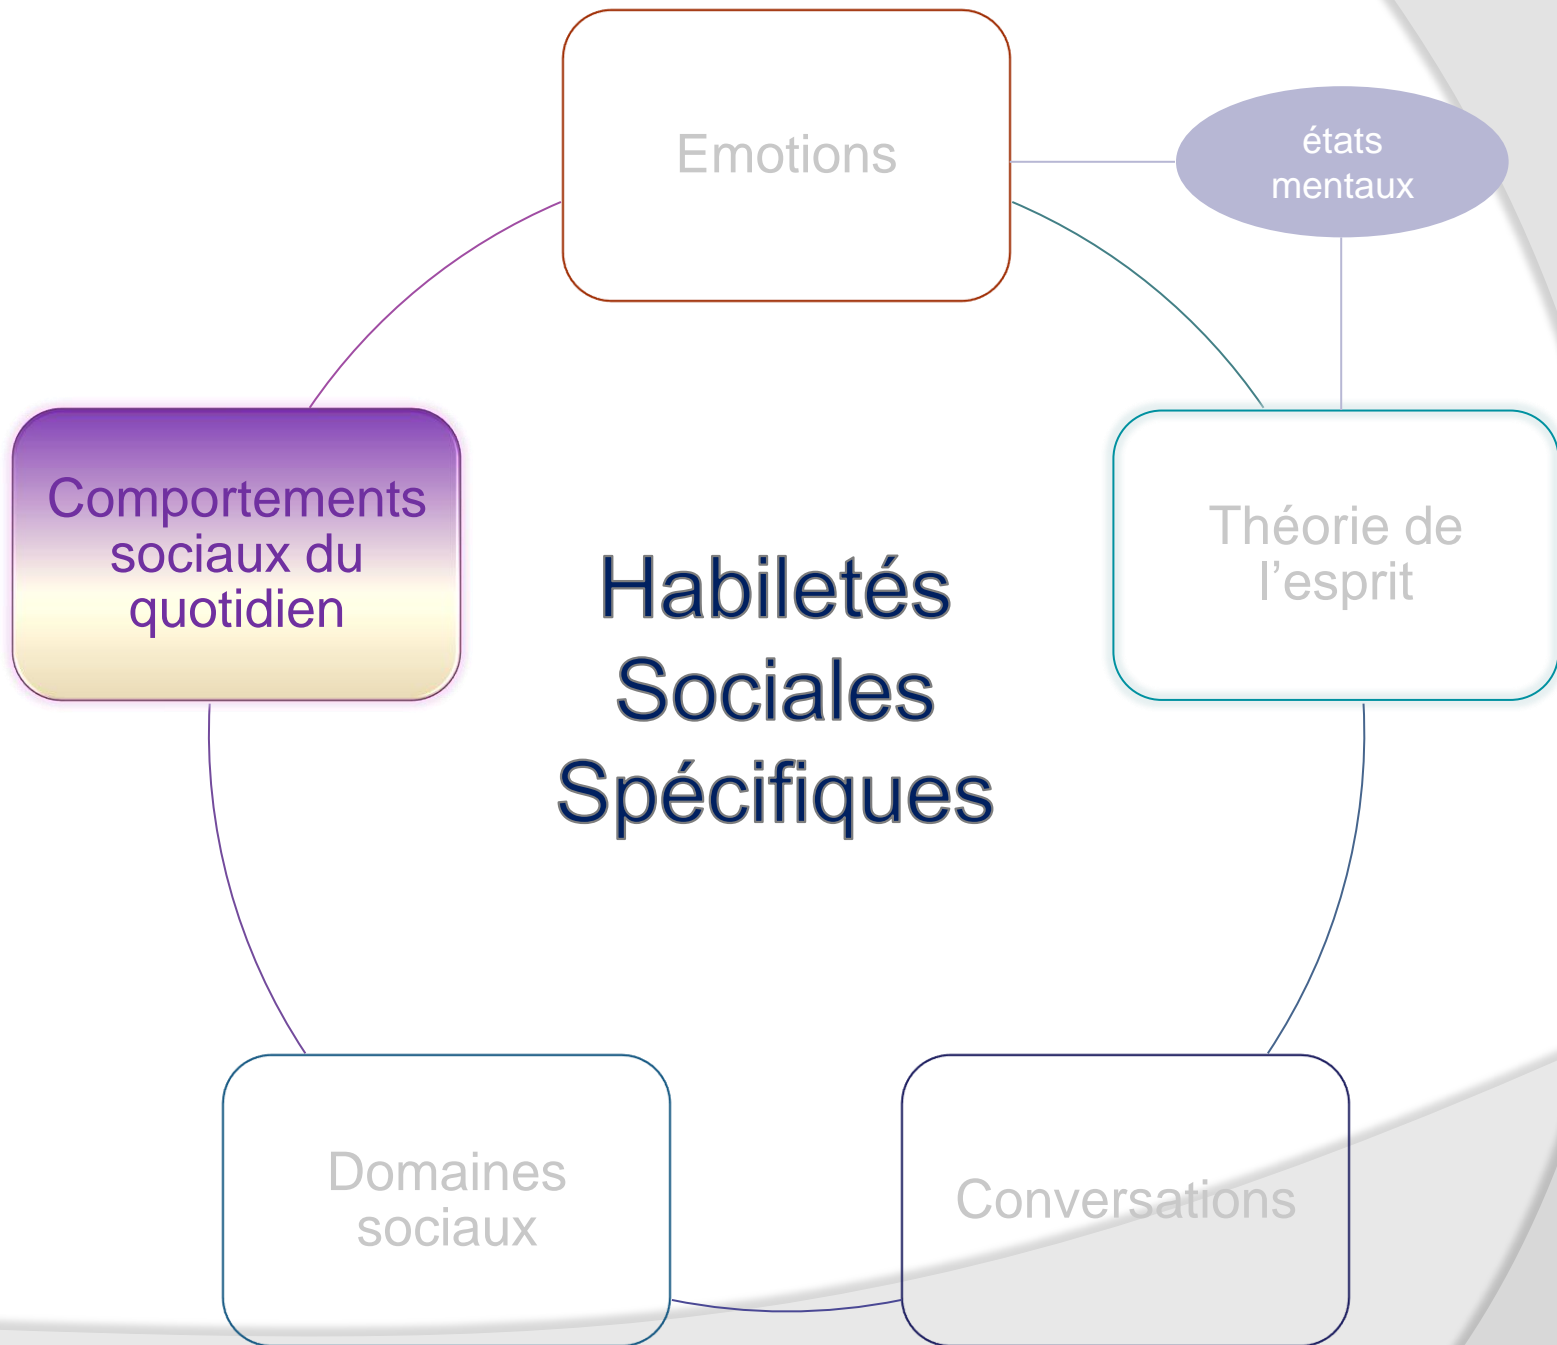 Emotions
états
mentaux
Comportements
sociaux du
quotidien
Théorie de
l’esprit
Habiletés
Sociales
Spécifiques
Domaines
sociaux
Conversations